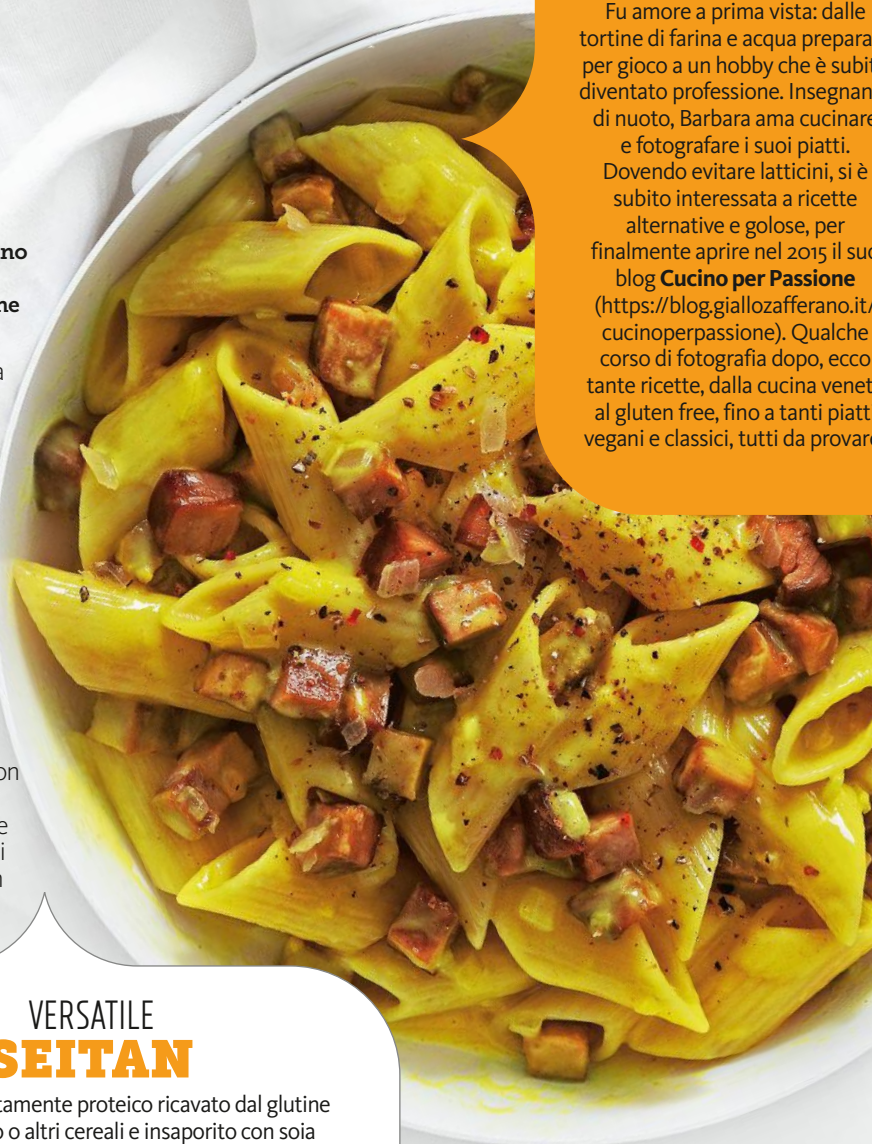 Fu amore a prima vista: dalle
tortine di farina e acqua prepara
per gioco a un hobby che è subit
diventato professione. Insegnan
di nuoto, Barbara ama cucinare
e fotografare i suoi piatti.
Dovendo evitare latticini, si è
subito interessata a ricette
alternative e golose, per
finalmente aprire nel 2015 il suo
blog Cucino per Passione
(https://blog.giallozafferano.it/
cucinoperpassione). Qualche
corso di fotografia dopo, ecco
tante ricette, dalla cucina venet
al gluten free, fino a tanti piatt
vegani e classici, tutti da provare
no
ne
a
on
e
i
n
VERSATILE
SEITAN
tamente proteico ricavato dal glutine
o o altri cereali e insaporito con soia